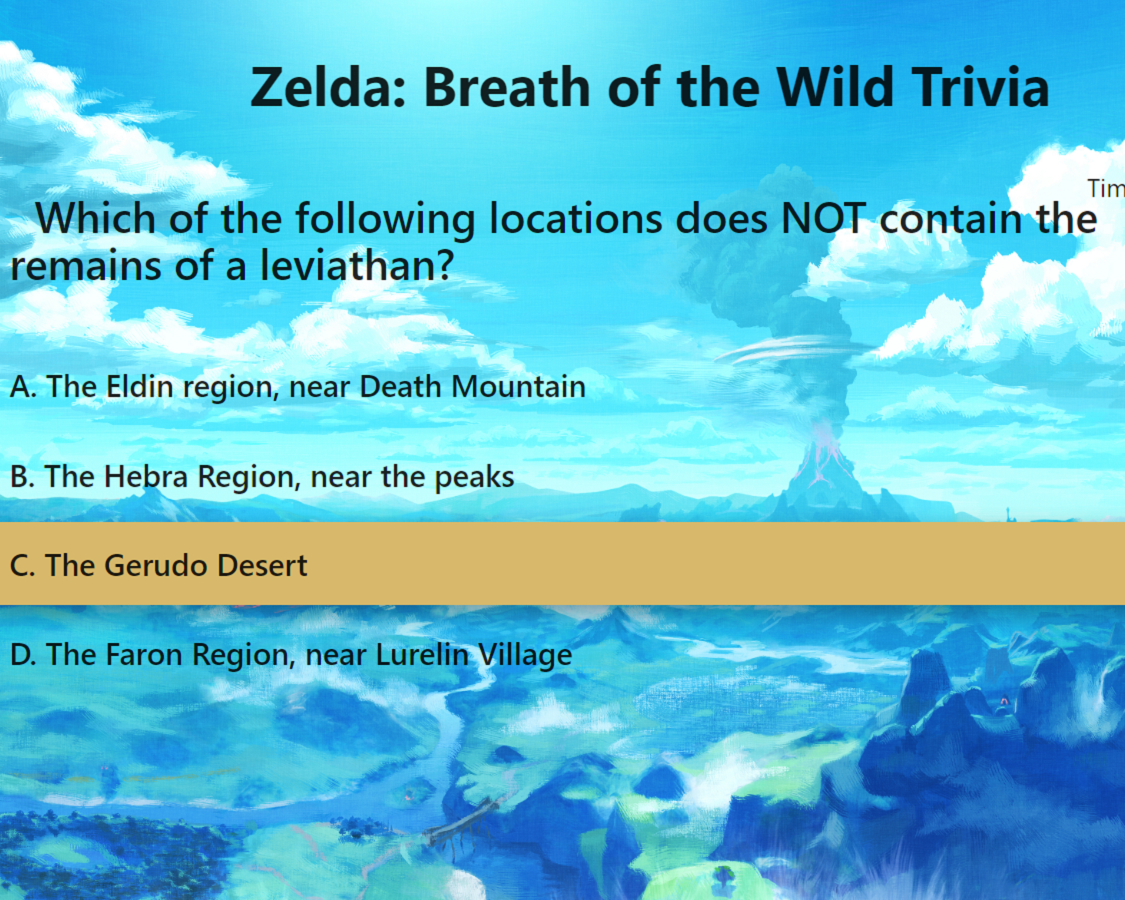 Zelda: Breath of the Wild Trivia
Tim
Which of the following locations does NOT contain the
remains of a leviathan?
A. The Eldin region, near Death Mountain
B. The Hebra Region, near the peaks
C. The Gerudo Desert
D. The Faron Region, near Lurelin Village